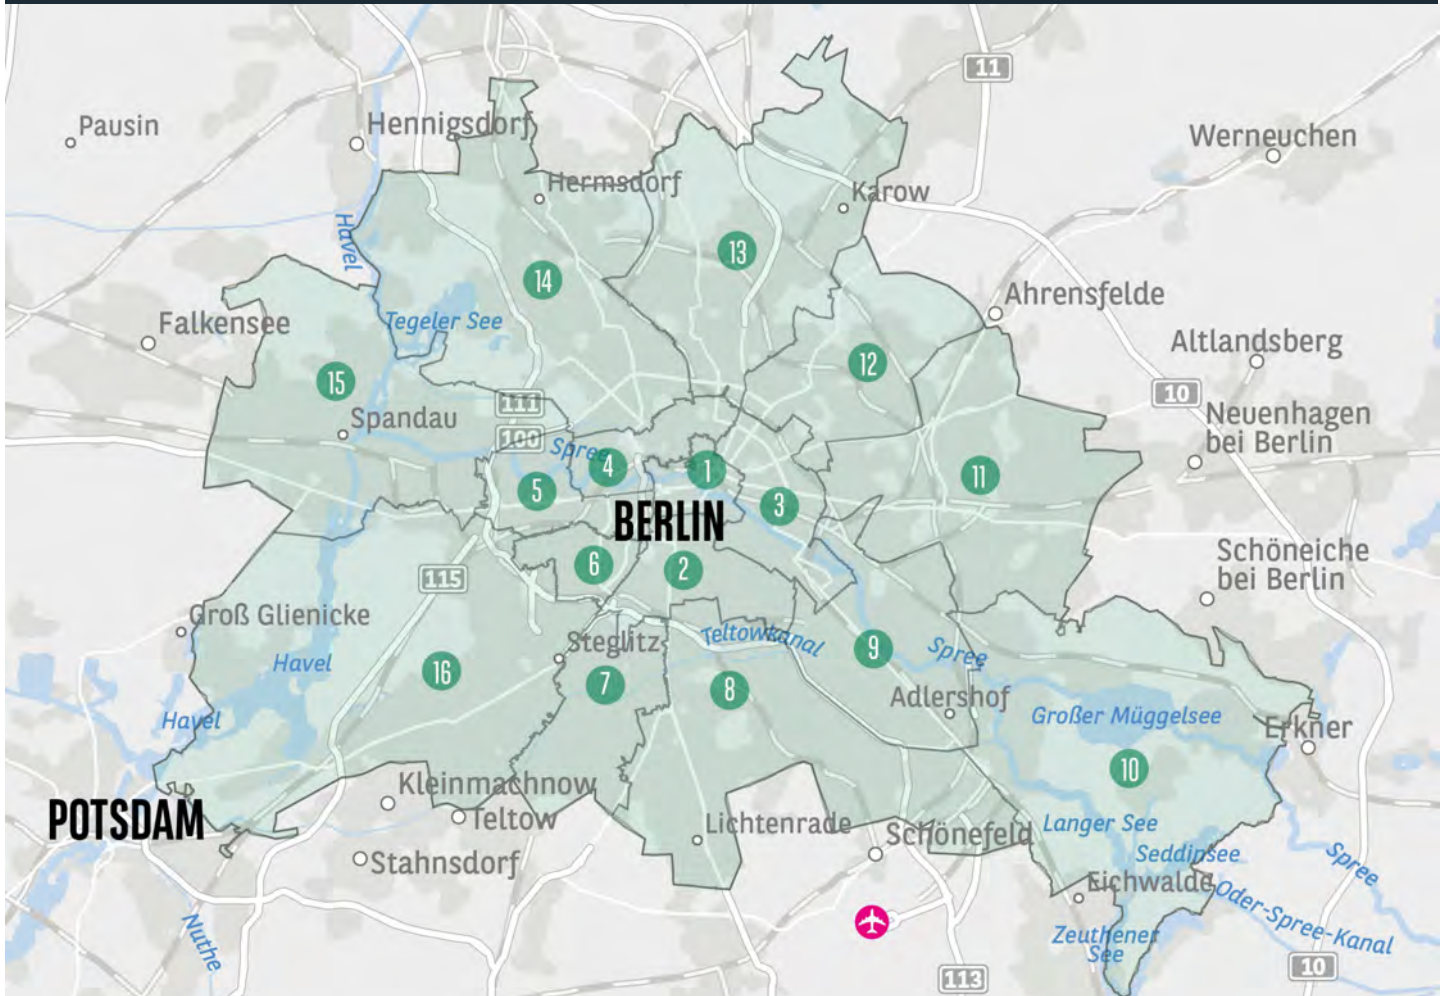 11
Pausin
Hennigsdorf
Werneuchen
Hermsdorf
Karow
Havel
13
14
Ahrensfelde
Falkensee
Tegeler See
Altlandsberg
12
15
10
111
Spandau
Neuenhagen
bei Berlin
100
Spree
4
1
11
5
3
BERLIN
Schöneiche
bei Berlin
6
2
115
Groß Glienicke
Steglitz
Teltowkanal
9
Spree
Havel
16
7
8
Adlershof
Havel
Großer Müggelsee
Erkner
10
Kleinmachnow
POTSDAM
Teltow
Lichtenrade
Schönefeld
Langer See
Stahnsdorf
Seddinsee
Spree
Eichwalde
Oder-Spree-Kanal
Nuthe
Zeuthener
See
113
10